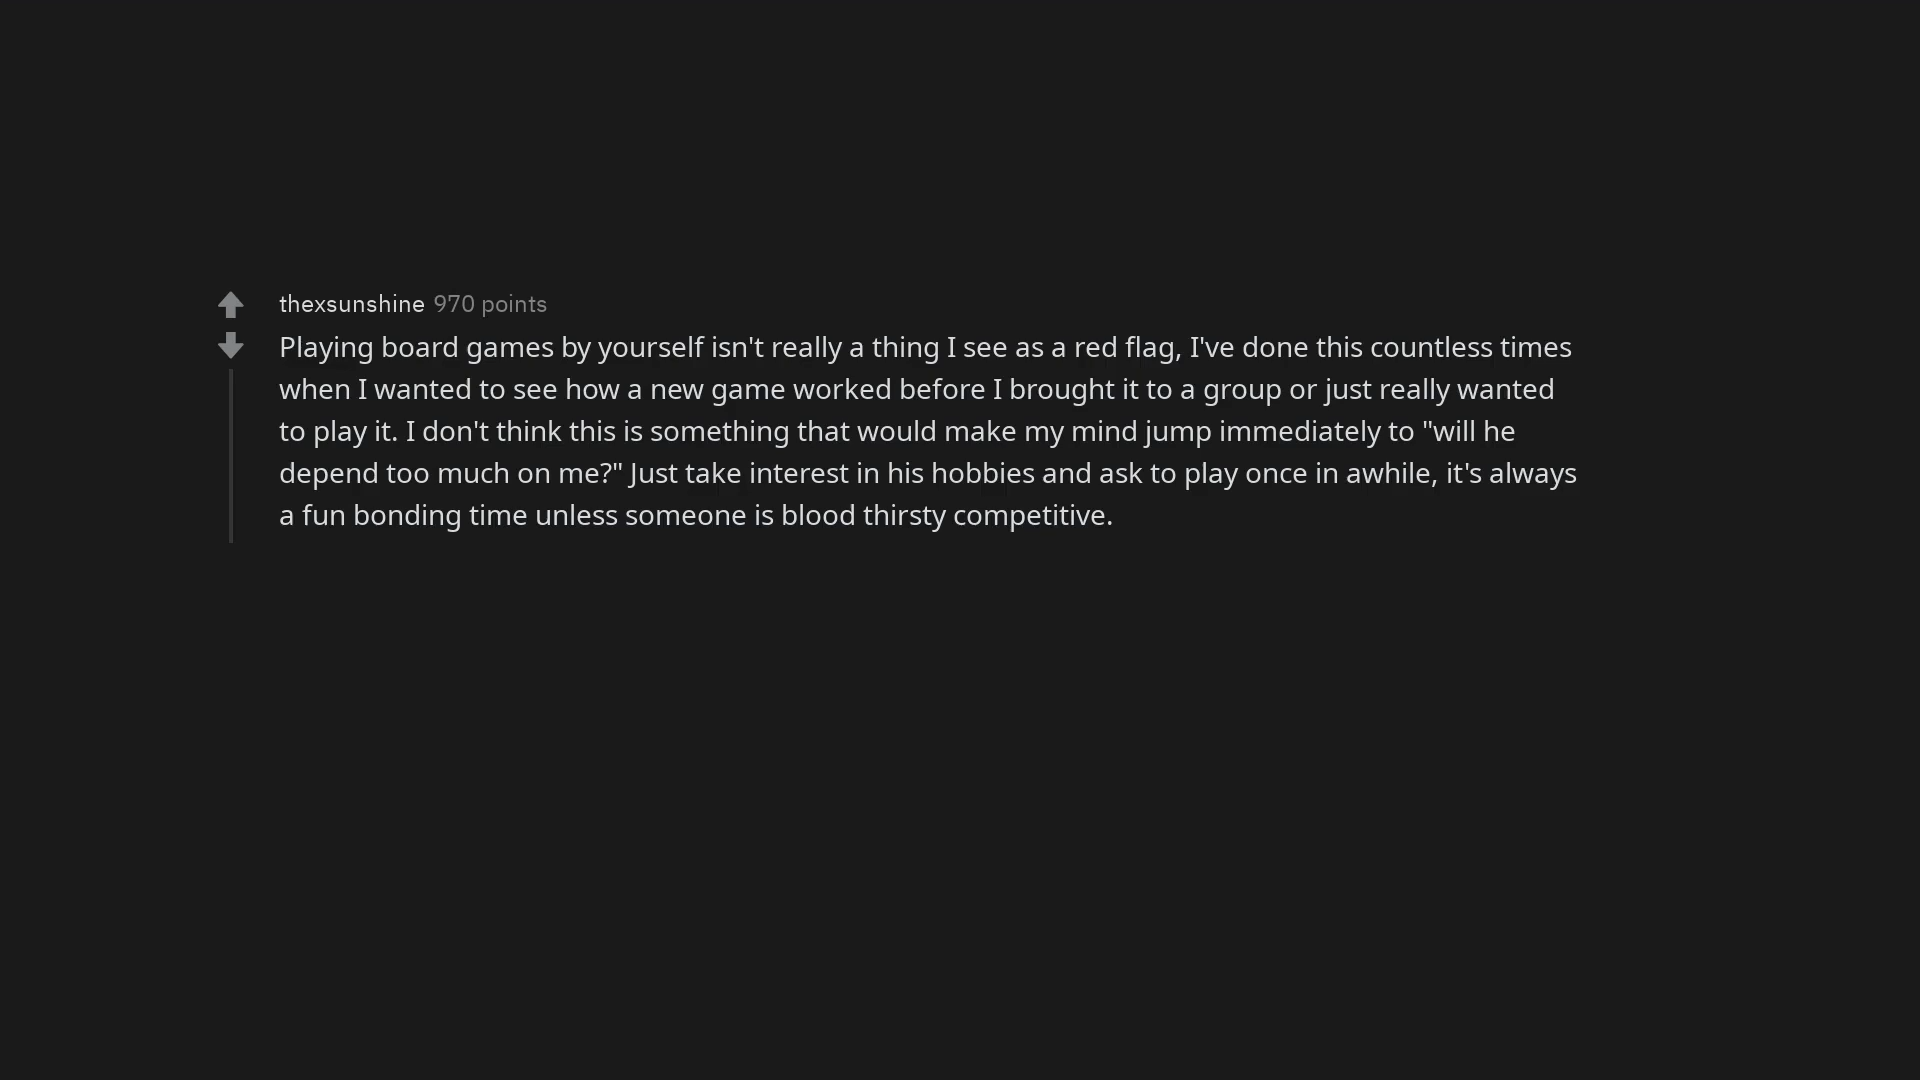 thexsunshine 970 points
Playing board games by yourself isn't really a thing I see as a red flag, I've done this countless times
when I wanted to see how a new game worked before I brought it to a group or just really wanted
to play it. I don't think this is something that would make my mind jump immediately to "will he
depend too much on me?" Just take interest in his hobbies and ask to play once in awhile, it's always
a fun bonding time unless someone is blood thirsty competitive.